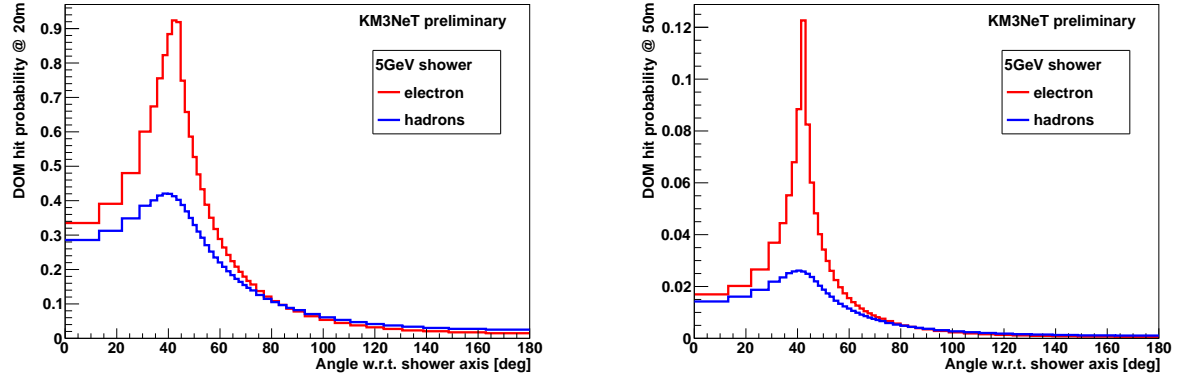 DOM hit probability @ 20m
KM3NeT preliminary
5GeV shower
electron
hadrons
0.9
0.8
0.7
0.6
0.5
0.4
0.3
0.2
0.1
0
0 20 40 60 80 100 120 140 160 180
Angle w.r.t. shower axis [deg]
DOM hit probability @ 50m
KM3NeT preliminary
5GeV shower
electron
hadrons
0.12
0.1
0.08
0.06
0.04
0.02
0
0 20 40 60 80 100 120 140 160 180
Angle w.r.t. shower axis [deg]